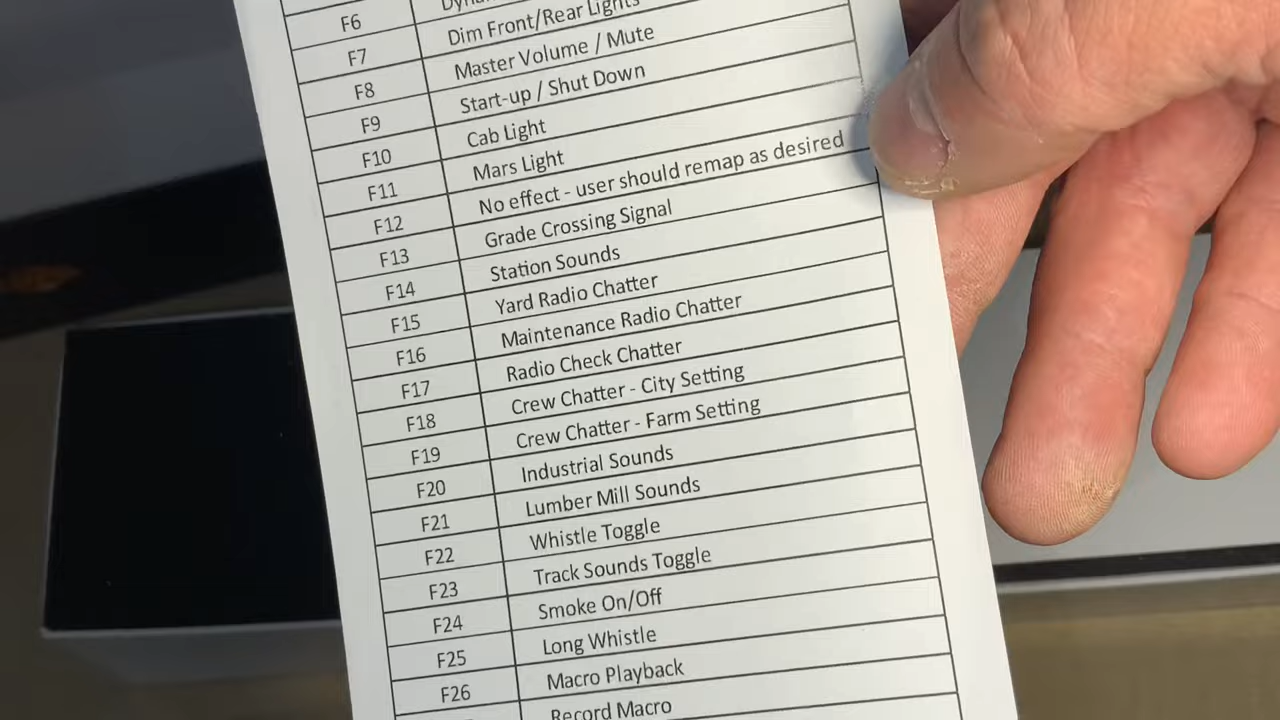 F6
F7 Dim Front/Rear Lights
F8 Master Volume / Mute
F9 Start-up / Shut Down
F10 Cab Light
F11 Mars Light
F12 No effect - user should remap as desired
F13 Grade Crossing Signal
F14 Station Sounds
F15 Yard Radio Chatter
F16 Maintenance Radio Chatter
F17 Radio Check Chatter
F18 Crew Chatter - City Setting
F19 Crew Chatter - Farm Setting
F20 Industrial Sounds
F21 Lumber Mill Sounds
F22 Whistle Toggle
F23 Track Sounds Toggle
F24 Smoke On/Off
F25 Long Whistle
F26 Macro Playback
Record Macro